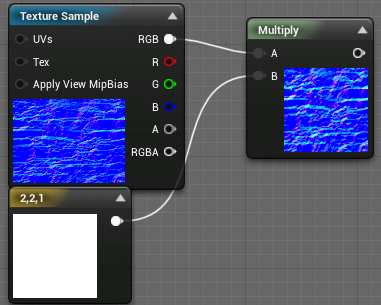 Texture Sample
UVs
RGB
Tex
R
Apply View MipBias
G
B
A
RGBA
Multiply
A
B
2,2,1